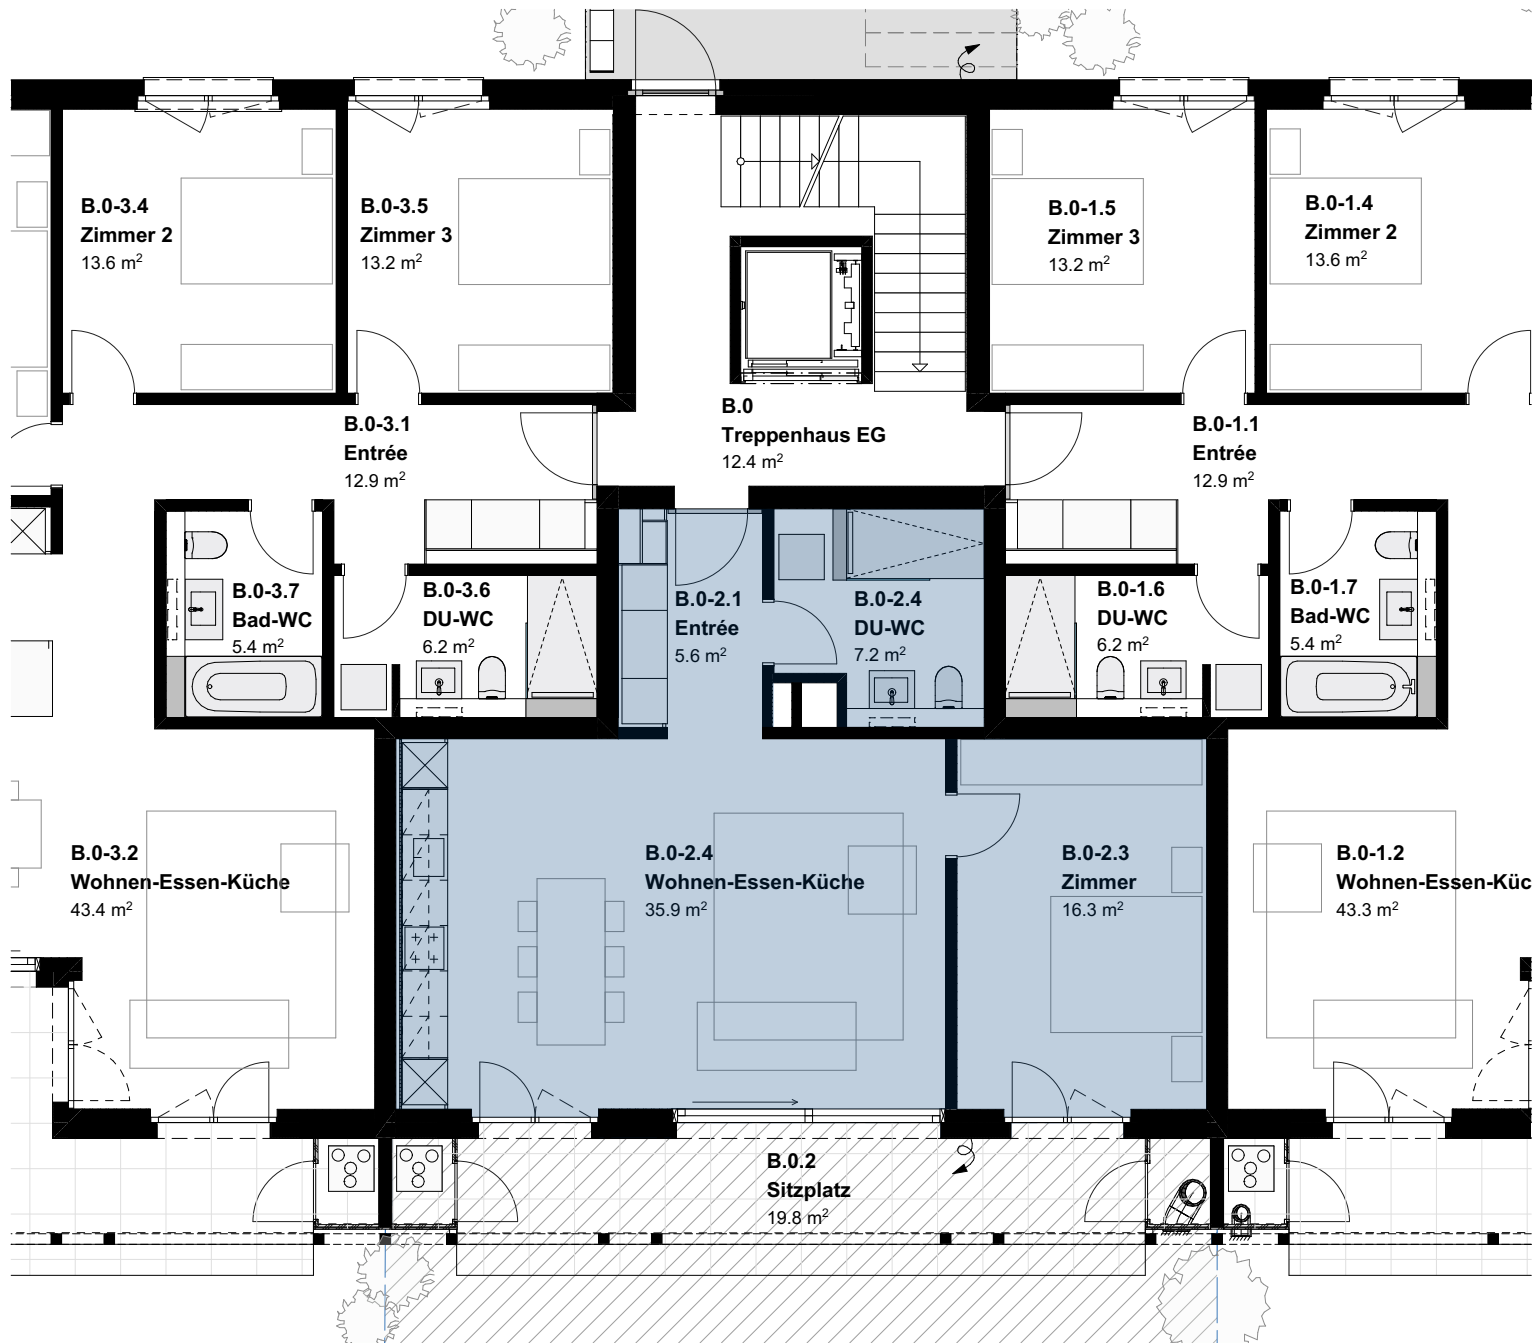 B.0-3.4
Zimmer 2
13.6 m²
B.0-3.5
Zimmer 3
13.2 m²
B.0-1.5
Zimmer 3
13.2 m²
B.0-1.4
Zimmer 2
13.6 m²
B.0-3.1
Entrée
12.9 m²
B.0
Treppenhaus EG
12.4 m²
B.0-1.1
Entrée
12.9 m²
B.0-3.7
Bad-WC
5.4 m²
B.0-3.6
DU-WC
6.2 m²
B.0-2.1
Entrée
5.6 m²
B.0-2.4
DU-WC
7.2 m²
B.0-1.6
DU-WC
6.2 m²
B.0-1.7
Bad-WC
5.4 m²
B.0-3.2
Wohnen-Essen-Küche
43.4 m²
B.0-2.4
Wohnen-Essen-Küche
35.9 m²
B.0-2.3
Zimmer
16.3 m²
B.0-1.2
Wohnen-Essen-Küc
43.3 m²
B.0.2
Sitzplatz
19.8 m²